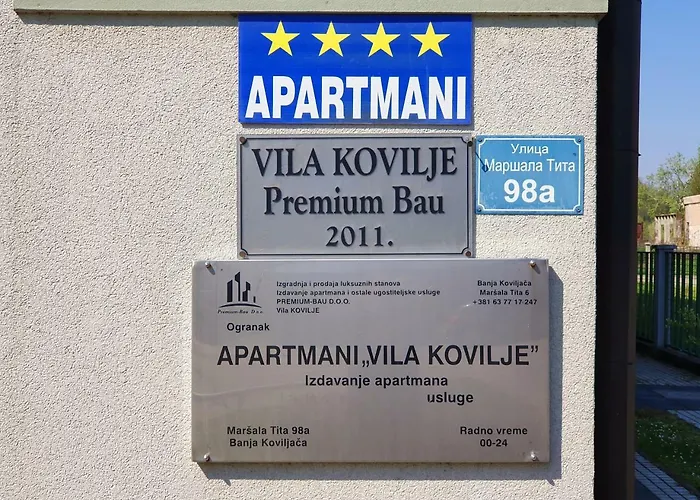 APARTMANI
VILA KOVILJE
Premium Bau
2011.
Улица
Маршала Тита
98a
Premium-Bau D.o.o.
Izgradnja i prodaja luksuznih stanova
Izdavanje apartmana i ostale ugostiteljske usluge
PREMIUM-BAU D.O.O.
Vila KOVILJE
Banja Koviljača
Maršala Tita 6
+381 63 77 17 247
Ogranak
APARTMANI„VILA KOVILJE”
Izdavanje apartmana
usluge
Maršala Tita 98a
Banja Koviljača
Radno vreme
00-24